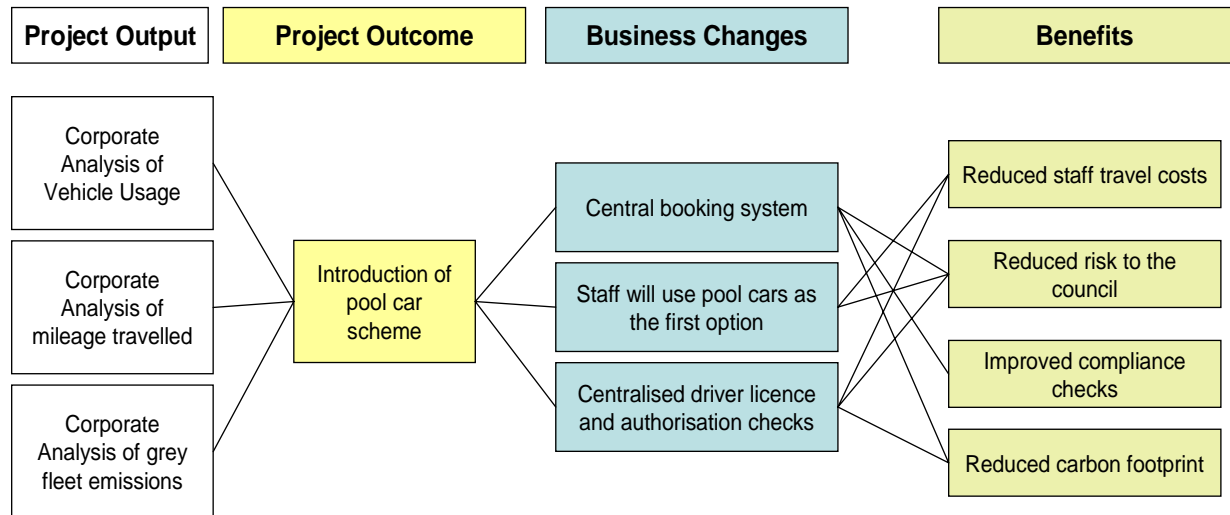 Project Output
Project Outcome
Business Changes
Benefits
Corporate
Analysis of
Vehicle Usage
Corporate
Analysis of
mileage travelled
Corporate
Analysis of grey
fleet emissions
Introduction of
pool car
scheme
Central booking system
Staff will use pool cars as
the first option
Centralised driver licence
and authorisation checks
Reduced staff travel costs
Reduced risk to the
council
Improved compliance
checks
Reduced carbon footprint